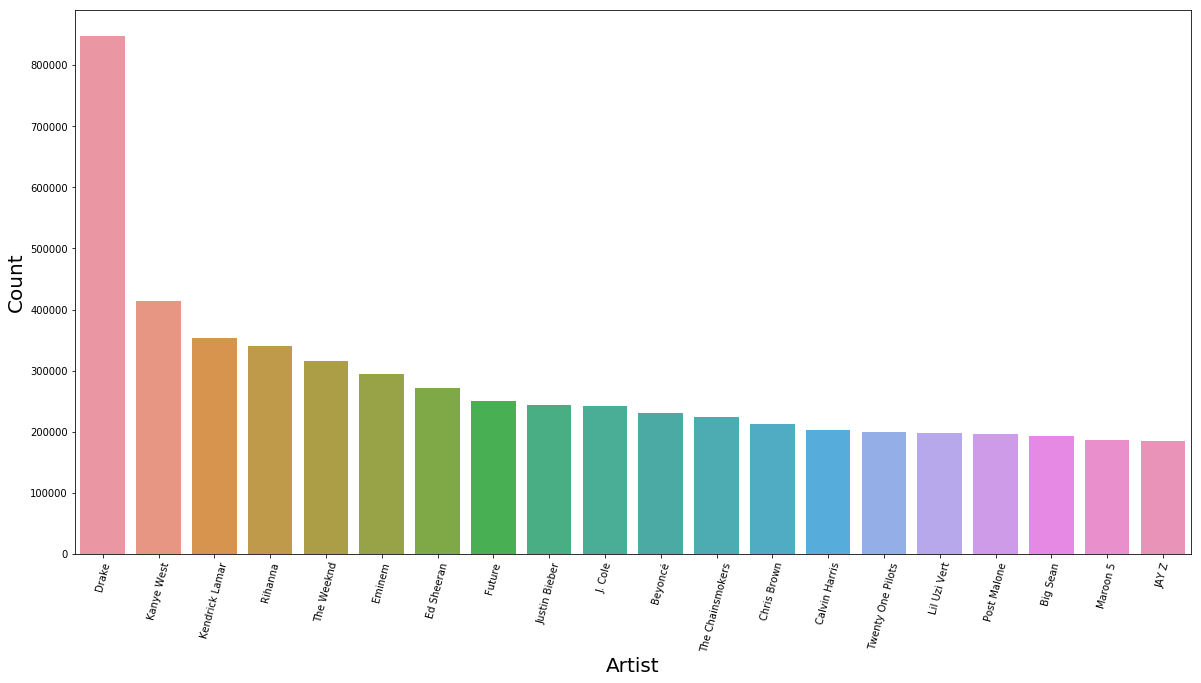 800000
700000
600000
500000
400000
300000
200000
100000
0
Count
Drake
Kanye West
Kendrick Lamar
Rihanna
The Weeknd
Eminem
Ed Sheeran
Future
Justin Bieber
J. Cole
Beyoncé
The Chainsmokers
Chris Brown
Calvin Harris
Twenty One Pilots
Lil Uzi Vert
Post Malone
Big Sean
Maroon 5
JAY Z
Artist